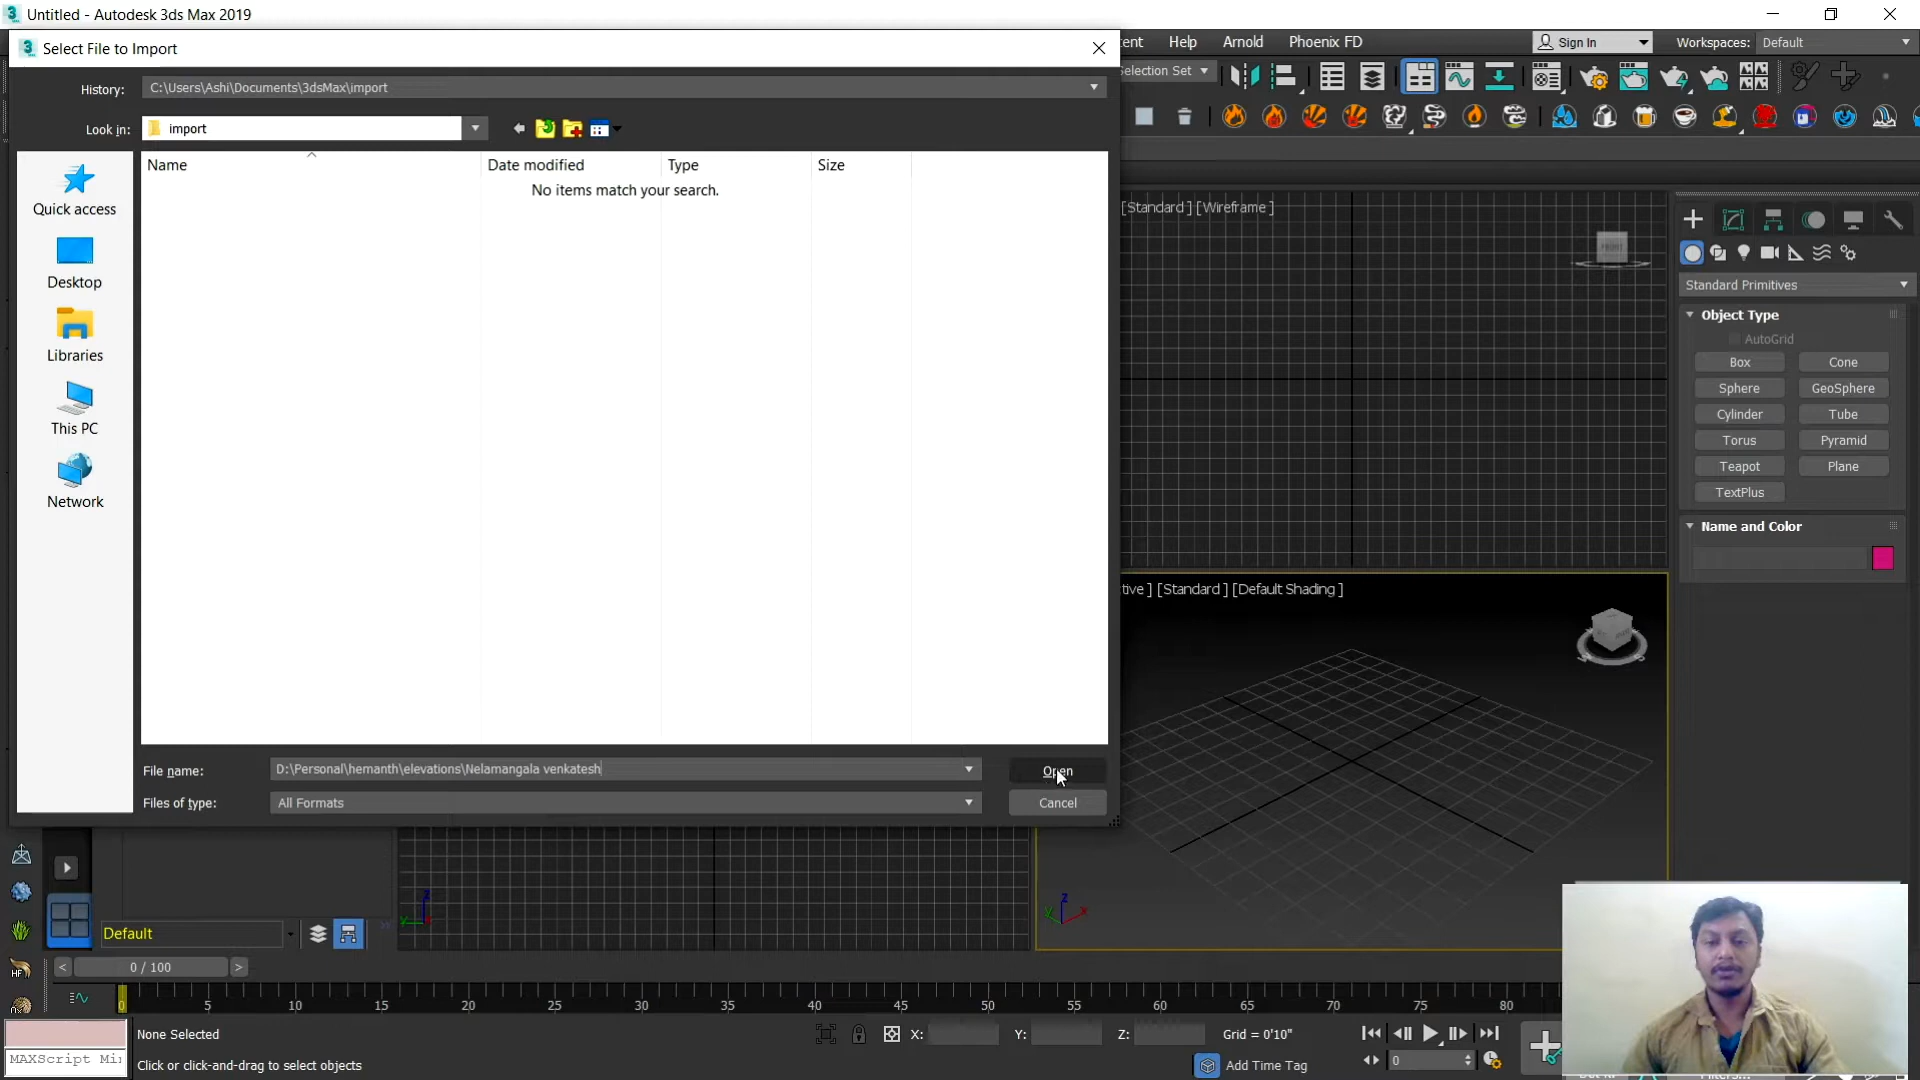 Untitled - Autodesk 3ds Max 2019
Select File to Import
Help Arnold Phoenix FD Sign In Workspaces: Default
History: C:\Users\Ashi\Documents\3dsMax\import
Selection Set
Look in: import
Name Date modified Type Size
No items match your search.
Quick access
Desktop
Libraries
This PC
Network
[Standard ] [Wireframe ]
FRONT
Standard Primitives
Object Type
AutoGrid
Box Cone
Sphere GeoSphere
Cylinder Tube
Torus Pyramid
Teapot Plane
TextPlus
Name and Color
[Standard ] [Default Shading ]
File name: D:\Personal\hemanth\elevations\Nelamangala venkatesh Open
Files of type: All Formats Cancel
Default
< 0 / 100 >
0 5 10 15 20 25 30 35 40 45 50 55 60 65 70 75 80
None Selected X: Y: Z: Grid = 0'10"
MAXScript Mi
Click or click-and-drag to select objects Add Time Tag 0